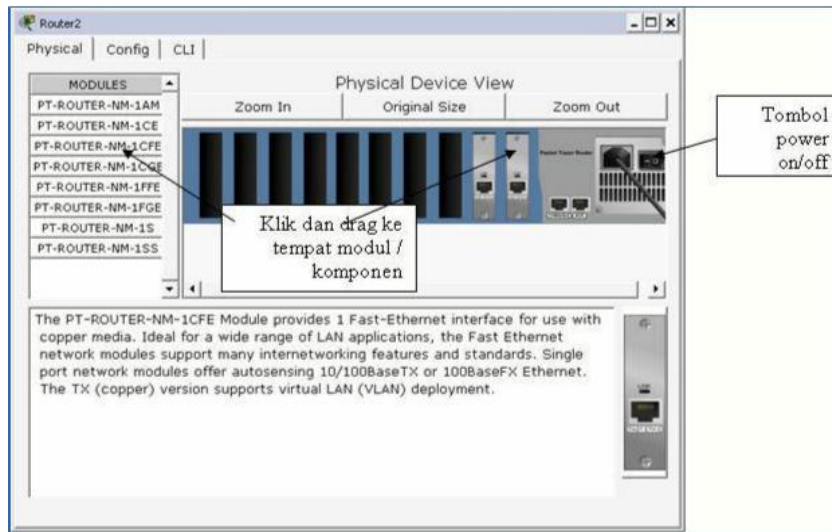 Router2
Physical Config CLI
MODULES
PT-ROUTER-NM-1AM
PT-ROUTER-NM-1CE
PT-ROUTER-NM-1CFE
PT-ROUTER-NM-1CGE
PT-ROUTER-NM-1FFE
PT-ROUTER-NM-1FGE
PT-ROUTER-NM-1S
PT-ROUTER-NM-1SS
Physical Device View
Zoom In Original Size Zoom Out
Packet Tracer Router
Klik dan drag ke
tempat modul /
komponen
Tombol
power
on/off
The PT-ROUTER-NM-1CFE Module provides 1 Fast-Ethernet interface for use with
copper media. Ideal for a wide range of LAN applications, the Fast Ethernet
network modules support many internetworking features and standards. Single
port network modules offer autosensing 10/100BaseTX or 100BaseFX Ethernet.
The TX (copper) version supports virtual LAN (VLAN) deployment.